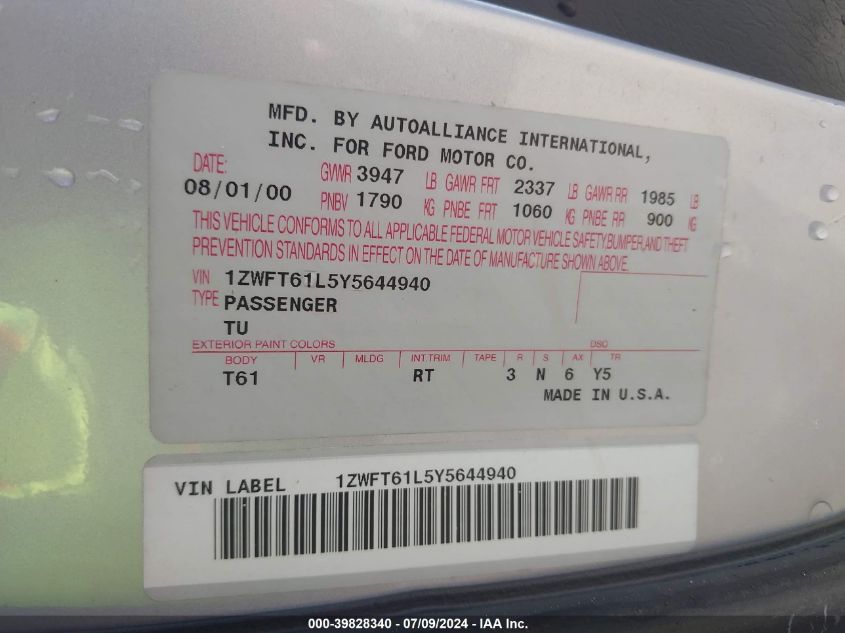 MFD. BY AUTOALLIANCE INTERNATIONAL,
INC. FOR FORD MOTOR CO.
DATE: GVWR 3947 LB GAWR FRT 2337 LB GAWR RR 1985 LB
08/01/00 PNBV 1790 KG PNBE FRT 1060 KG PNBE RR 900 KG
THIS VEHICLE CONFORMS TO ALL APPLICABLE FEDERAL MOTOR VEHICLE SAFETY, BUMPER, AND THEFT
PREVENTION STANDARDS IN EFFECT ON THE DATE OF MANUFACTURE SHOWN ABOVE.
VIN 1ZWFT61L5Y5644940
TYPE PASSENGER
TU
EXTERIOR PAINT COLORS DSO
BODY VR MLDG INT.TRIM TAPE R S AX TR
T61 RT 3 N 6 Y5
MADE IN U.S.A.
VIN LABEL 1ZWFT61L5Y5644940
000-39828340 / 07/09/2024 - IAA Inc.